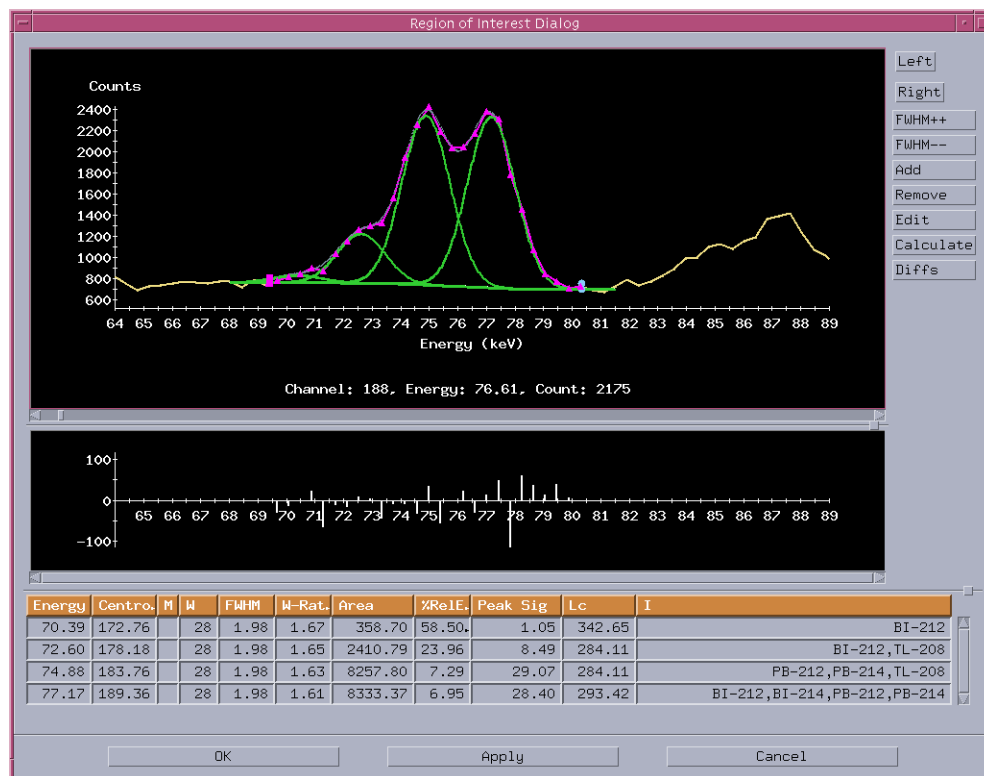 Region of Interest Dialog
Left
Right
FWHM++
FWHM--
Add
Remove
Edit
Calculate
Diffs
Counts
2400
2200
2000
1800
1600
1400
1200
1000
800
600
64 65 66 67 68 69 70 71 72 73 74 75 76 77 78 79 80 81 82 83 84 85 86 87 88 89
Energy (keV)
Channel: 188, Energy: 76.61, Count: 2175
100
0
-100
65 66 67 68 69 70 71 72 73 74 75 76 77 78 79 80 81 82 83 84 85 86 87 88 89
Energy Centro. M W FWHM W-Rat. Area %RelE. Peak Sig Lc I
70.39 172.76 28 1.98 1.67 358.70 58.50. 1.05 342.65 BI-212
72.60 178.18 28 1.98 1.65 2410.79 23.96 8.49 284.11 BI-212,TL-208
74.88 183.76 28 1.98 1.63 8257.80 7.29 29.07 284.11 PB-212,PB-214,TL-208
77.17 189.36 28 1.98 1.61 8333.37 6.95 28.40 293.42 BI-212,BI-214,PB-212,PB-214
OK Apply Cancel